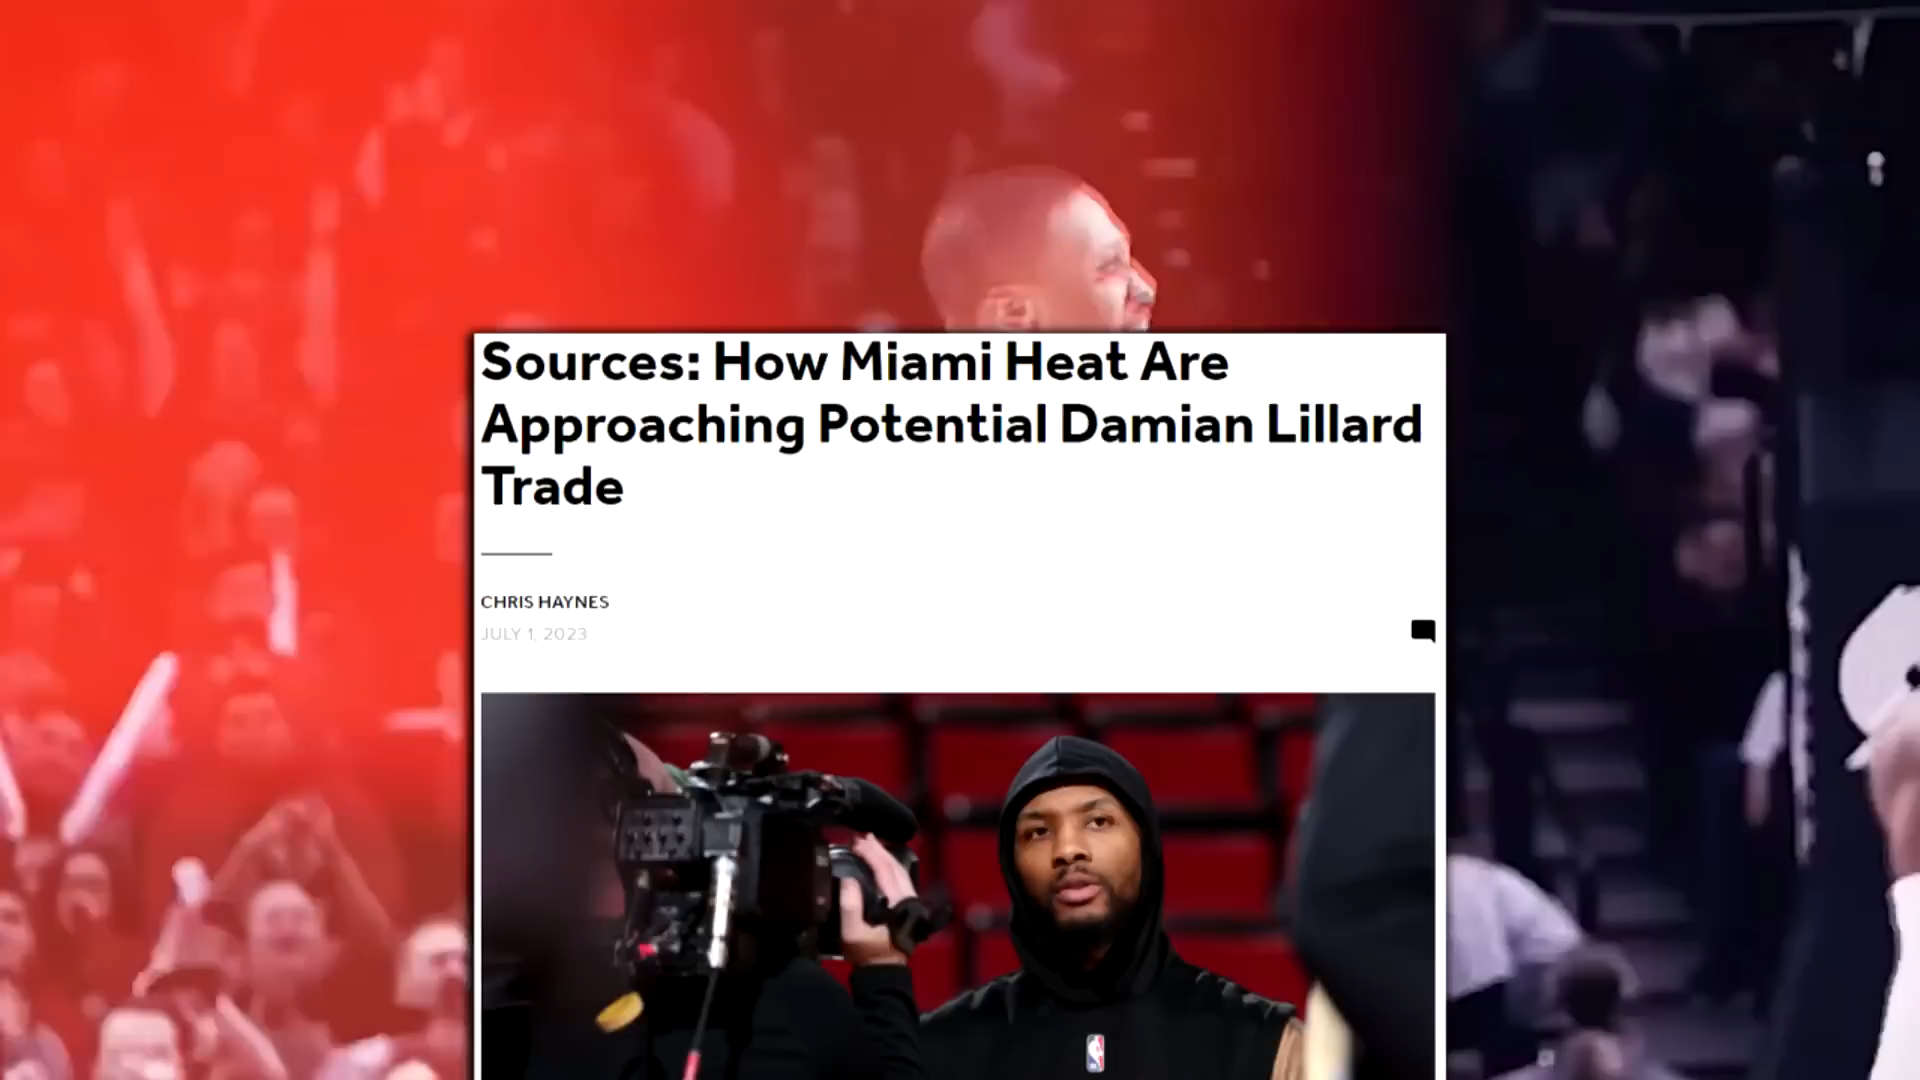 Sources: How Miami Heat Are
Approaching Potential Damian Lillard
Trade
CHRIS HAYNES
JULY 1, 2023